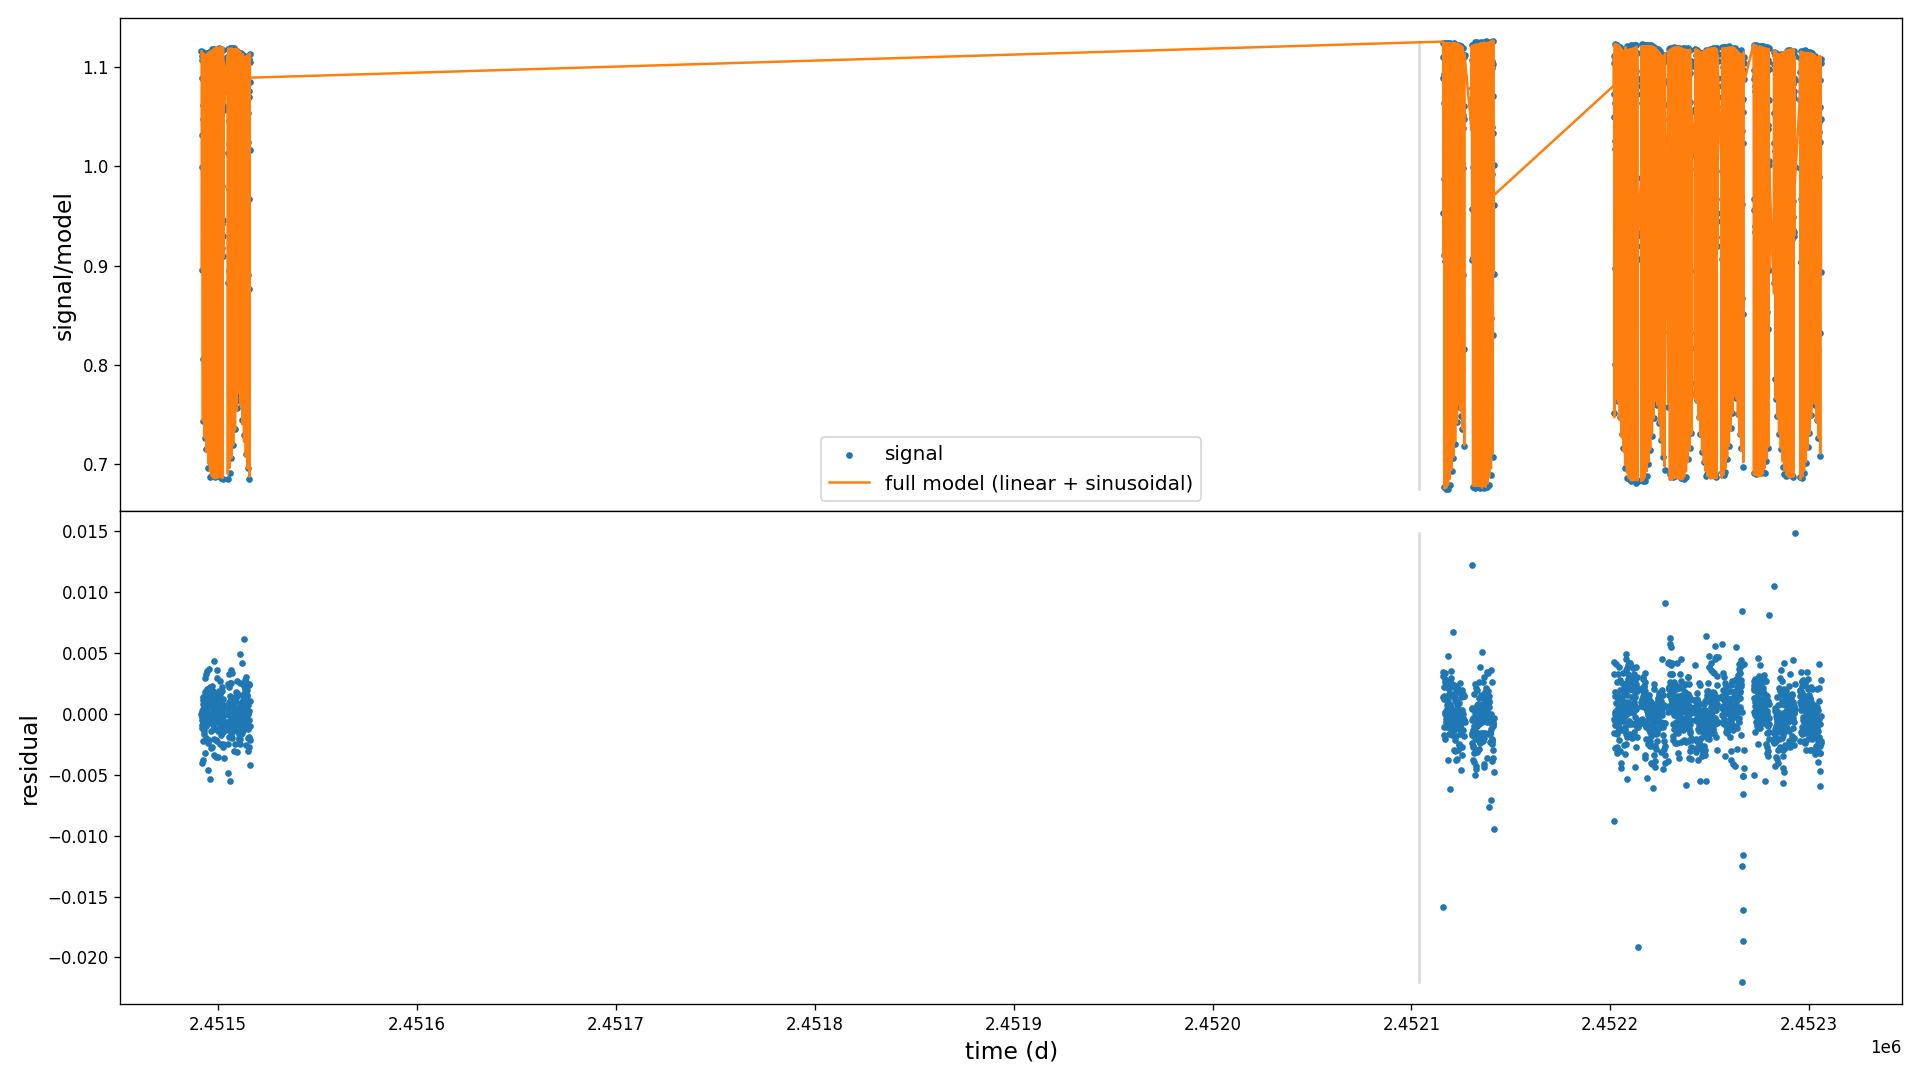 1.1
1.0
0.9
0.8
0.7
signal/model
signal
full model (linear + sinusoidal)
0.015
0.010
0.005
0.000
−0.005
−0.010
−0.015
−0.020
residual
2.4515 2.4516 2.4517 2.4518 2.4519 2.4520 2.4521 2.4522 2.4523
1e6
time (d)